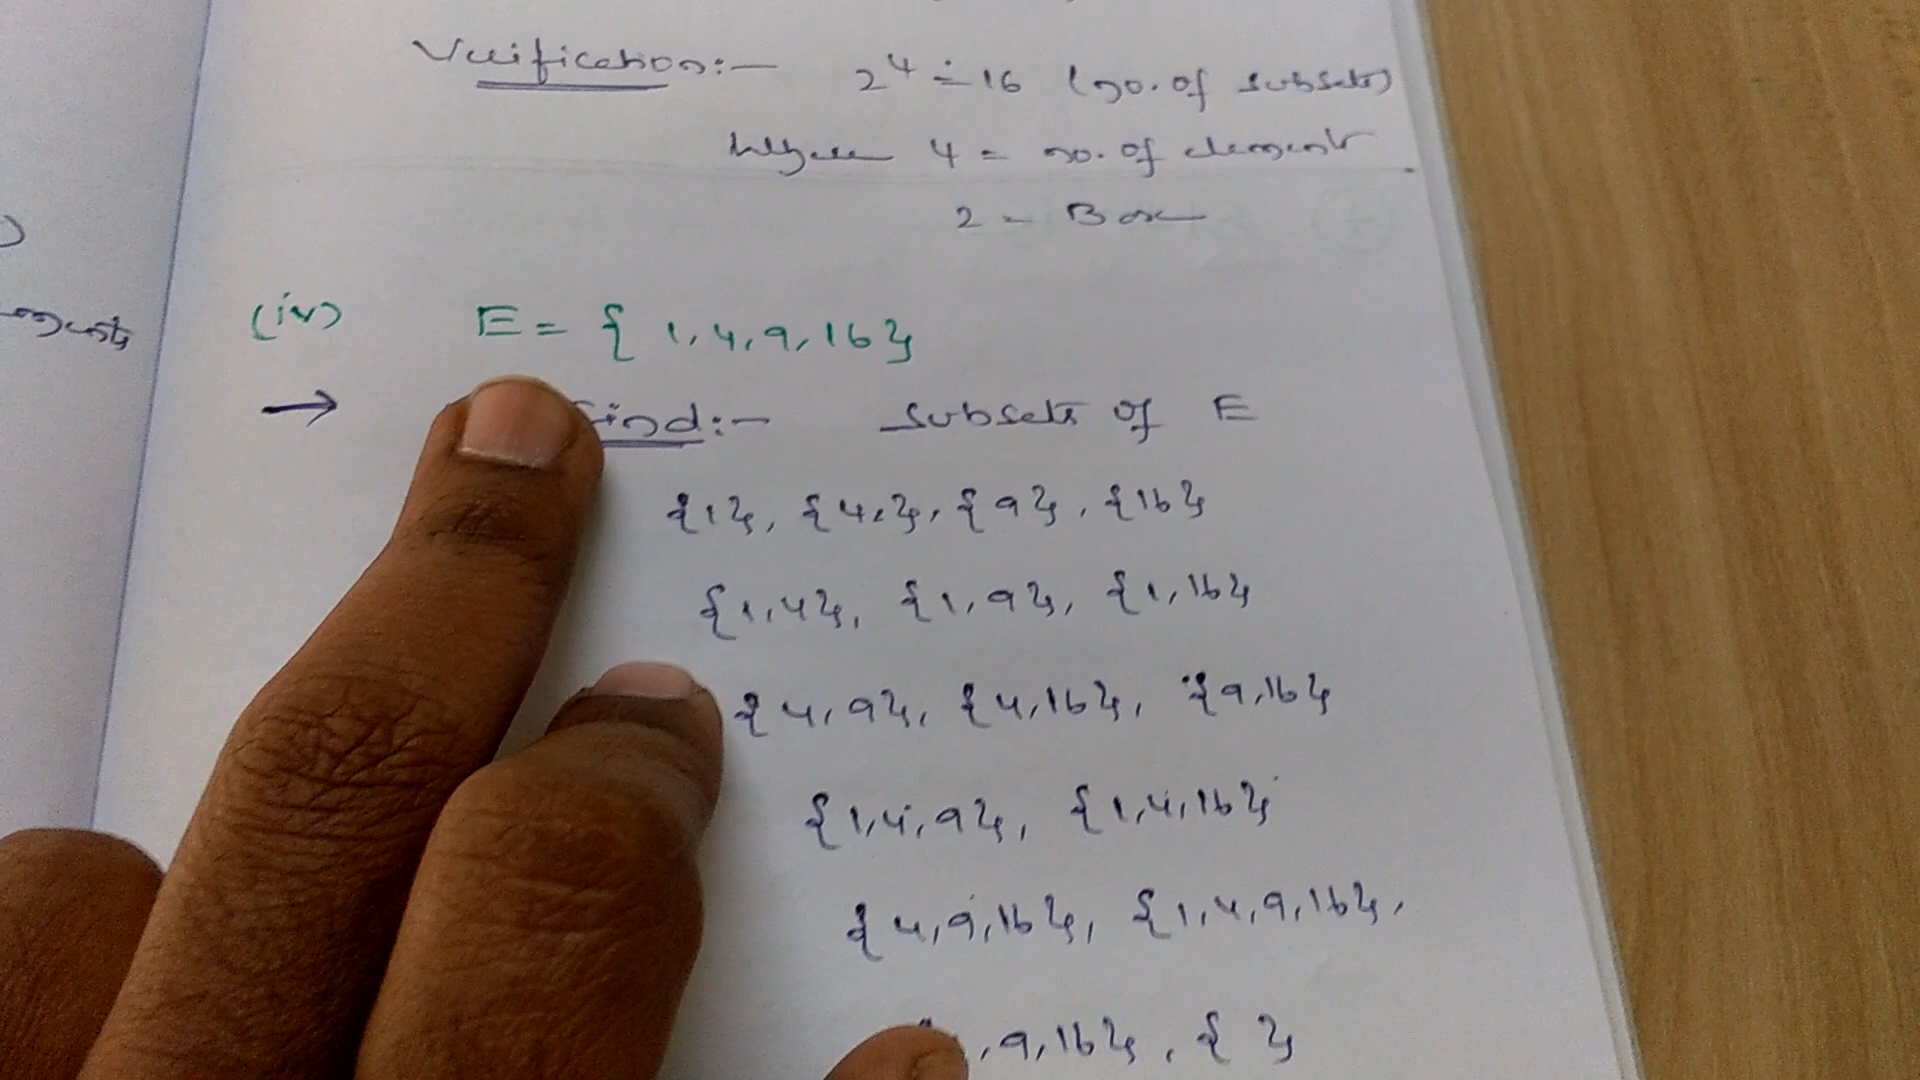 Verification:- 2⁴ = 16 (no. of subsets)
where 4 = no. of elements
2 = Base
(iv) E = { 1, 4, 9, 16 }
→ find:- Subsets of E
{1}, {4}, {9}, {16}
{1,4}, {1,9}, {1,16}
{4,9}, {4,16}, {9,16}
{1,4,9}, {1,4,16}
{4,9,16}, {1,4,9,16},
,9,16}, { }